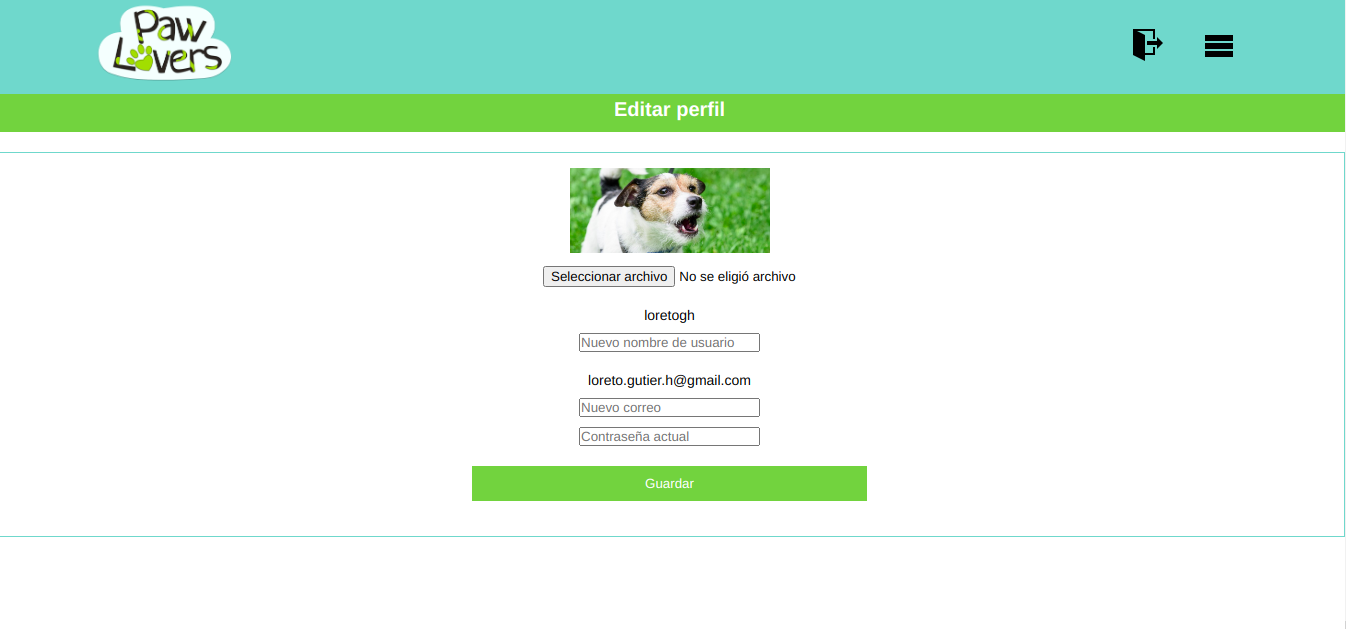 Paw
Lovers
Editar perfil
Seleccionar archivo No se eligió archivo
loretogh
Nuevo nombre de usuario
loreto.gutier.h@gmail.com
Nuevo correo
Contraseña actual
Guardar